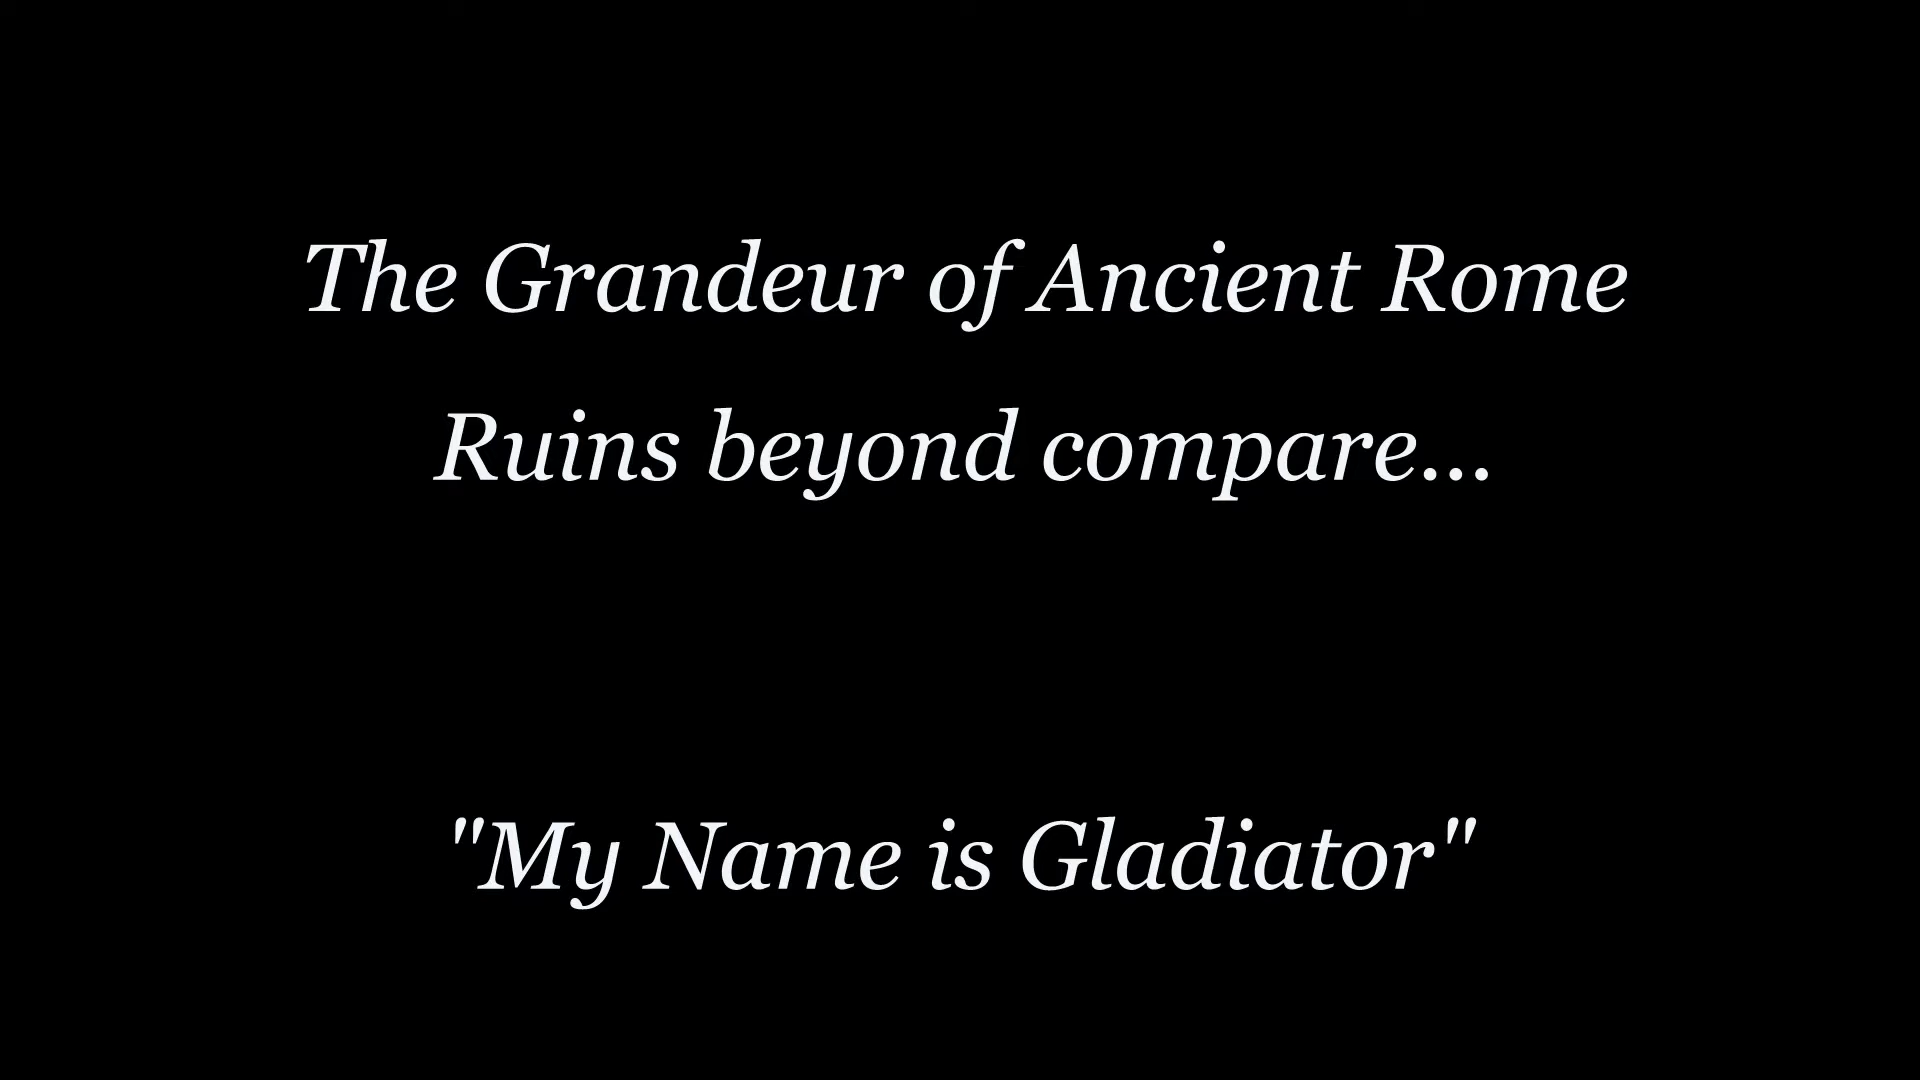 The Grandeur of Ancient Rome
Ruins beyond compare...
"My Name is Gladiator"